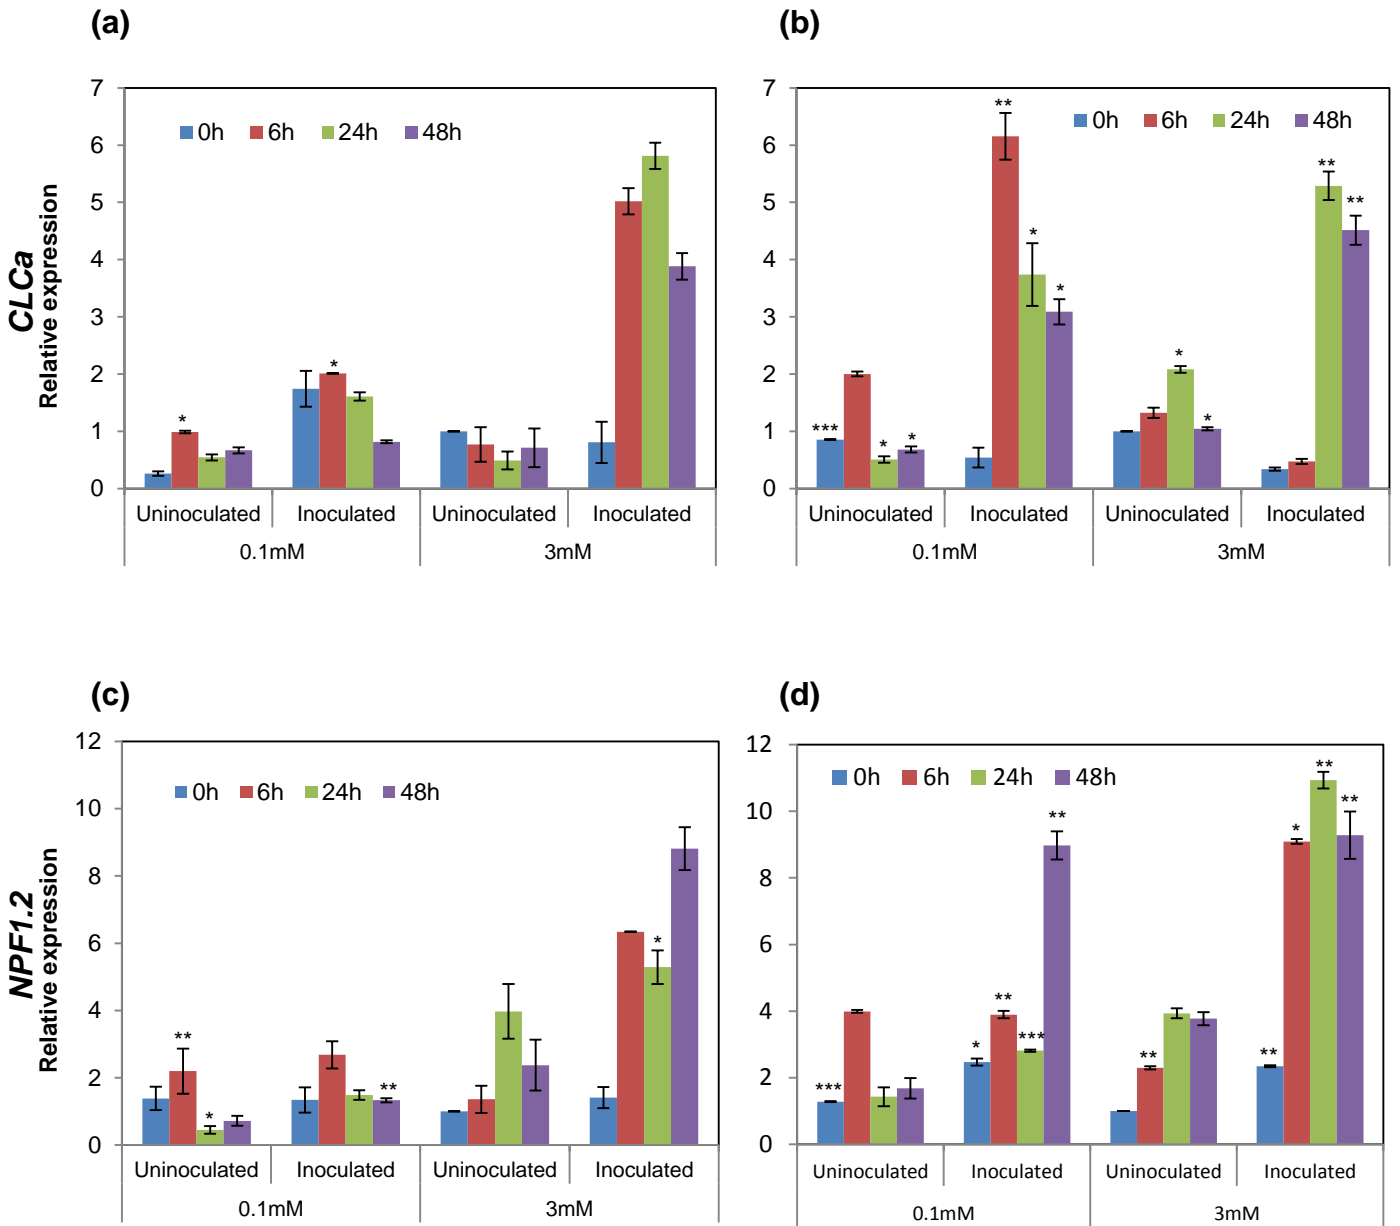 (a)
(b)
CLCa
Relative expression
7
6
5
4
3
2
1
0
0h 6h 24h 48h
*
*
Uninoculated Inoculated Uninoculated Inoculated
0.1mM 3mM
7
6
5
4
3
2
1
0
0h 6h 24h 48h
***
*
*
**
*
*
*
*
**
**
Uninoculated Inoculated Uninoculated Inoculated
0.1mM 3mM
(c)
(d)
NPF1.2
Relative expression
12
10
8
6
4
2
0
0h 6h 24h 48h
**
*
**
*
Uninoculated Inoculated Uninoculated Inoculated
0.1mM 3mM
12
10
8
6
4
2
0
0h 6h 24h 48h
***
*
**
***
**
**
**
*
**
**
Uninoculated Inoculated Uninoculated Inoculated
0.1mM 3mM